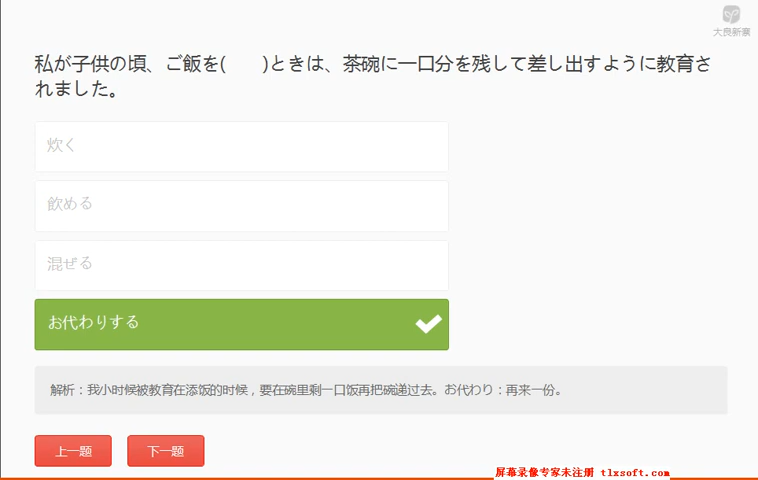 大良新寨
私が子供の頃、ご飯を(　　)ときは、茶碗に一口分を残して差し出すように教育さ
れました。
炊く
飲める
混ぜる
お代わりする
解析：我小时候被教育在添饭的时候，要在碗里剩一口饭再把碗递过去。お代わり：再来一份。
上一题
下一题
屏幕录像专家未注册 tlxsoft.com